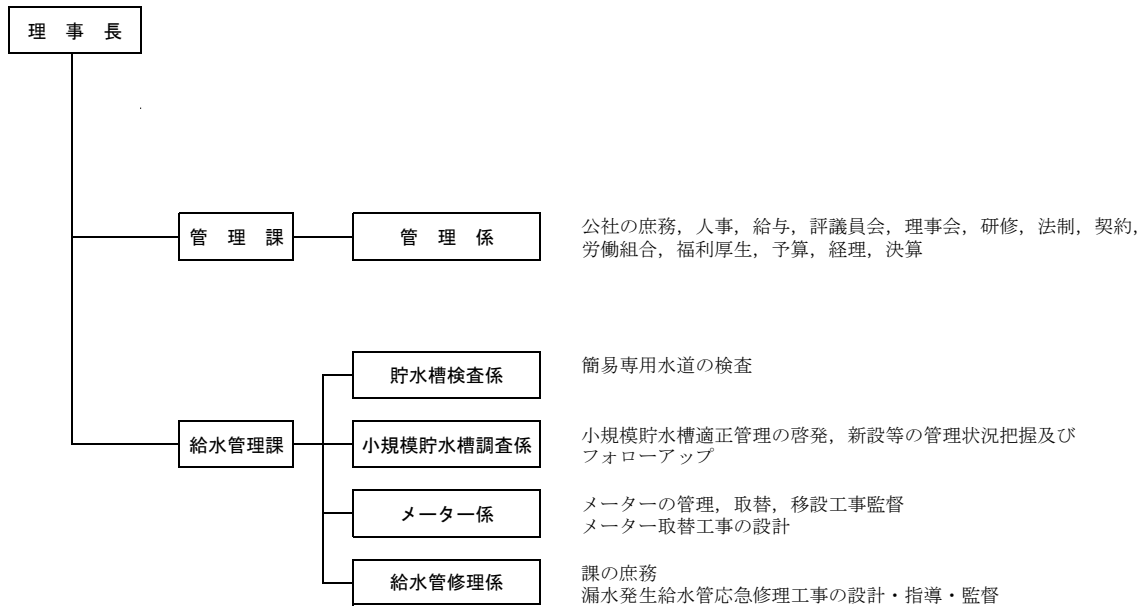 理 事 長
管 理 課
管 理 係
公社の庶務，人事，給与，評議員会，理事会，研修，法制，契約，
労働組合，福利厚生，予算，経理，決算
貯水槽検査係
簡易専用水道の検査
給水管理課
小規模貯水槽調査係
小規模貯水槽適正管理の啓発，新設等の管理状況把握及び
フォローアップ
メーター係
メーターの管理，取替，移設工事監督
メーター取替工事の設計
給水管修理係
課の庶務
漏水発生給水管応急修理工事の設計・指導・監督